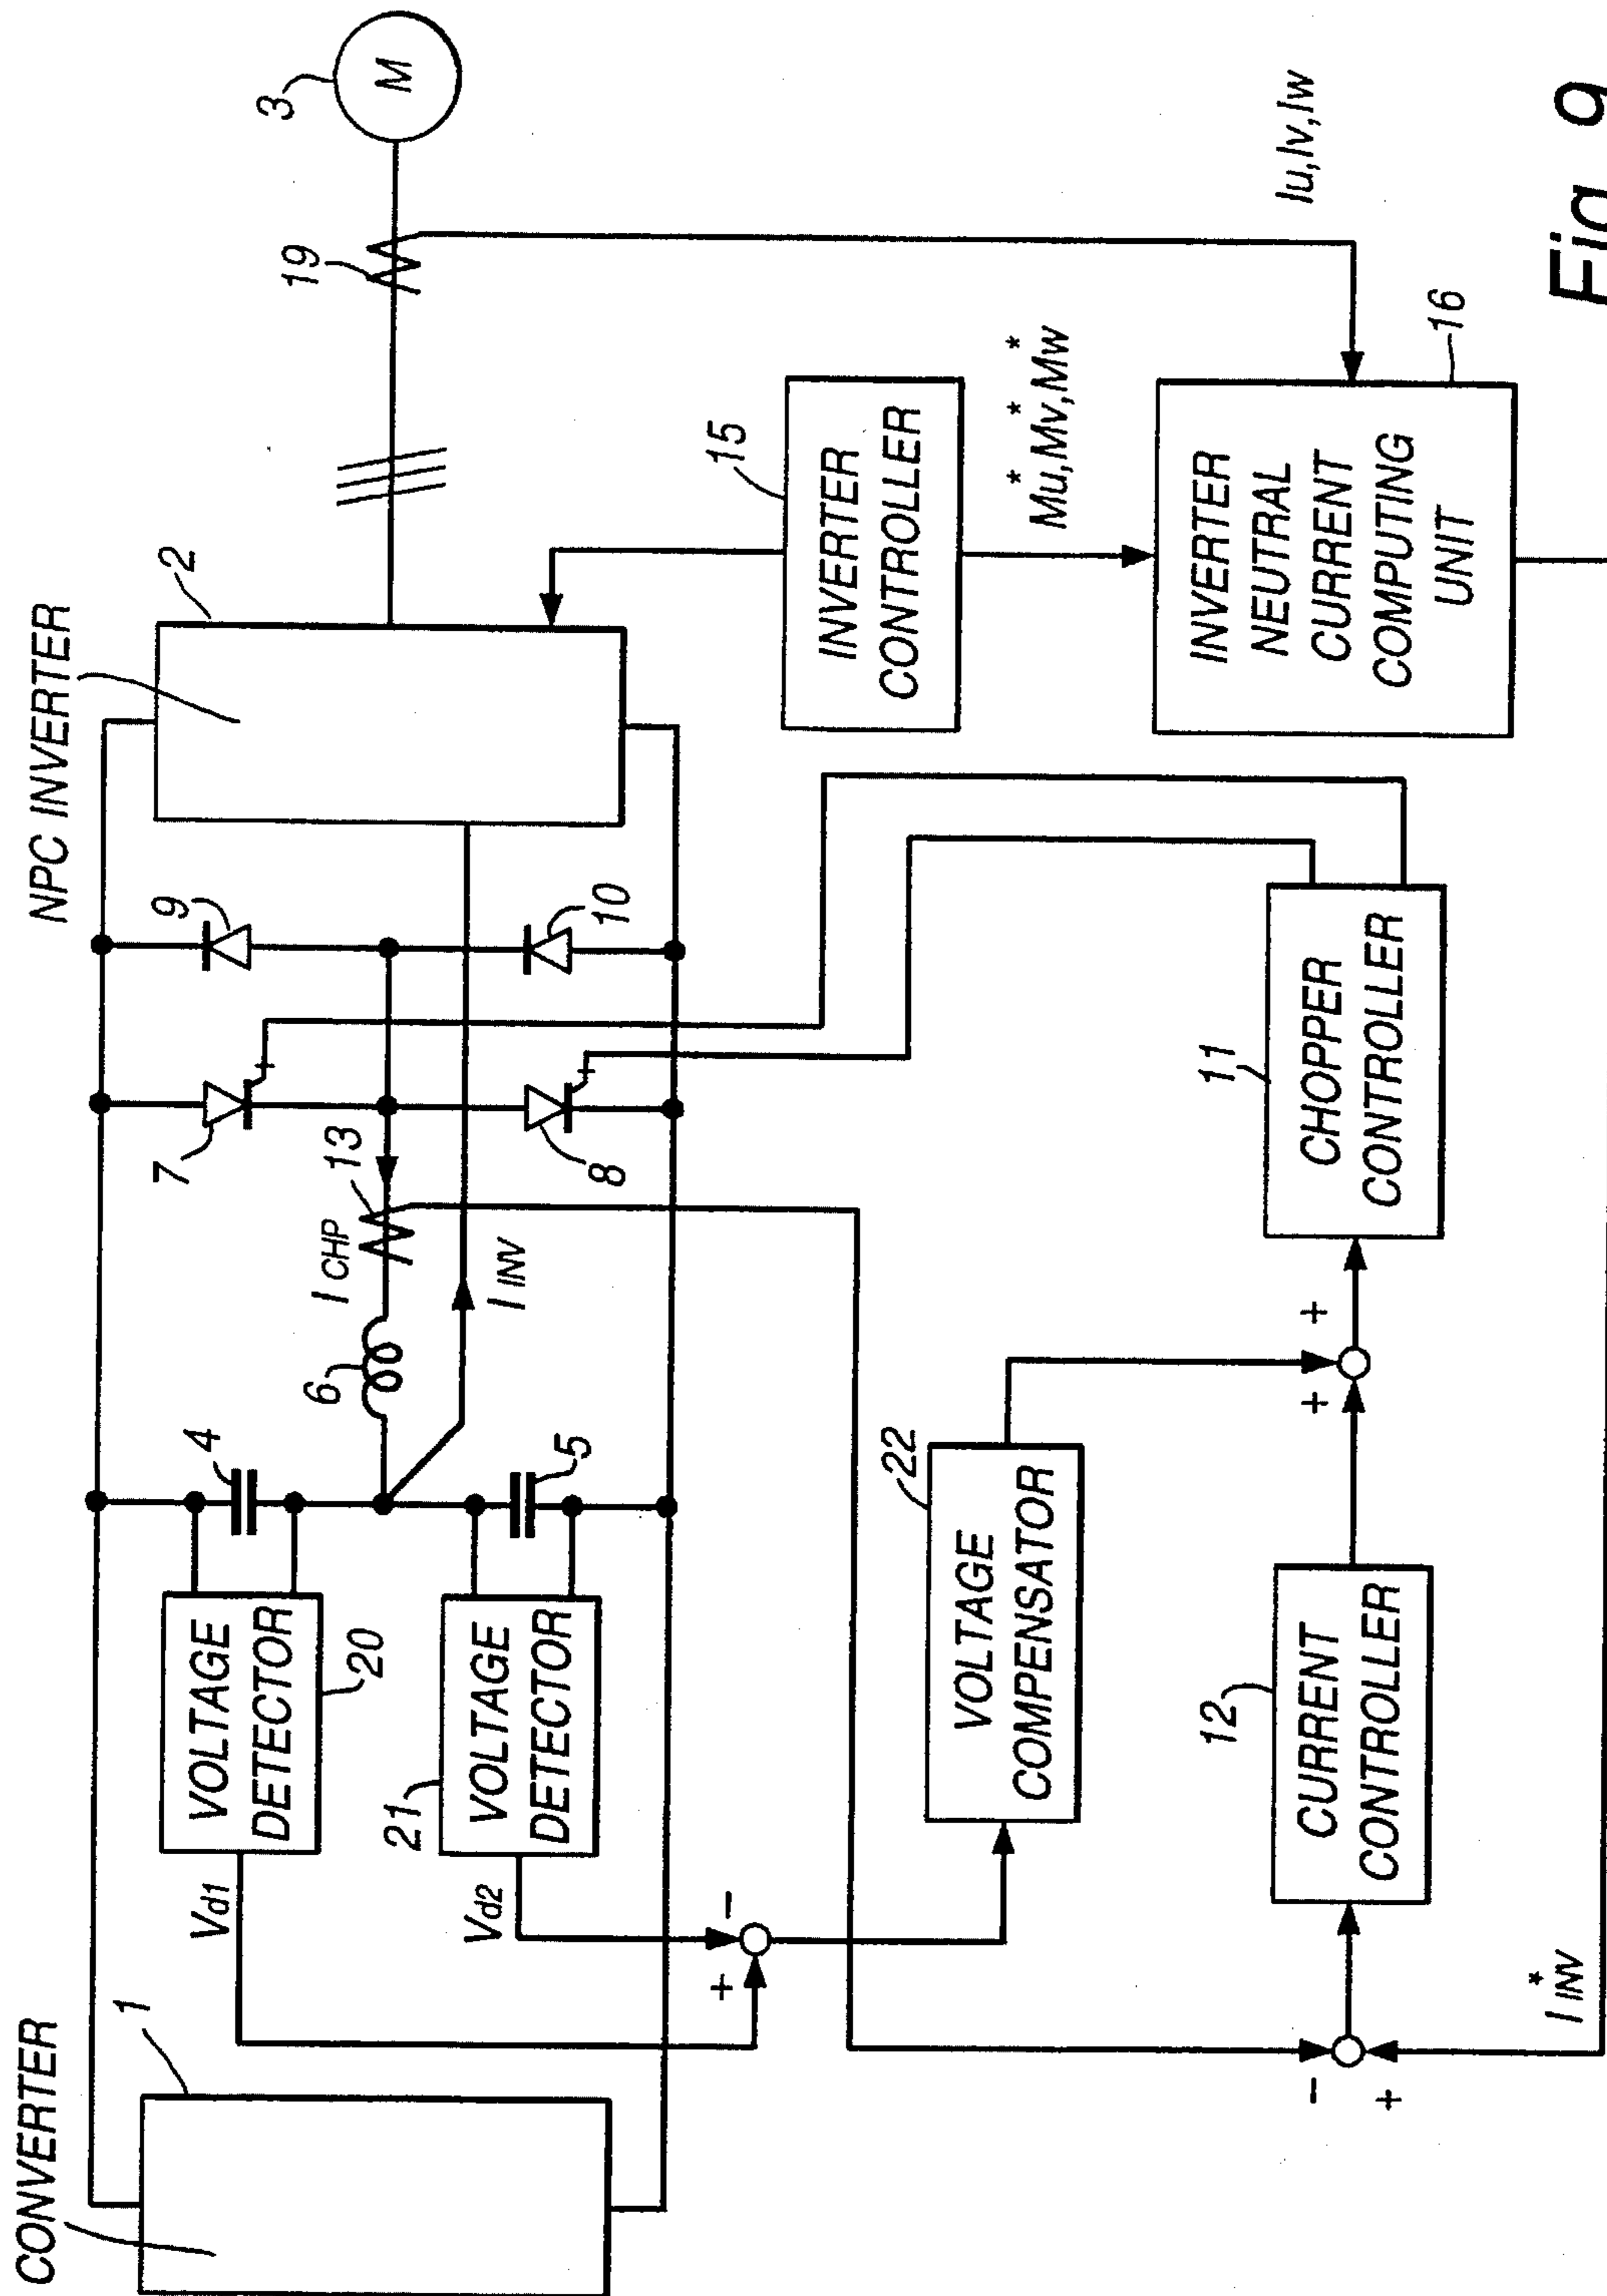 CONVERTER
1
NPC INVERTER
2
3
M
19
VOLTAGE
DETECTOR
20
Vd1
4
VOLTAGE
DETECTOR
21
Vd2
5
6
I CHP
13
I INV
7
8
9
10
+
+
+
-
VOLTAGE
COMPENSATOR
22
INVERTER
CONTROLLER
15
Mu*,Mv*,Mw*
Iu,Iv,Iw
INVERTER
NEUTRAL
CURRENT
COMPUTING
UNIT
16
-
+
CURRENT
CONTROLLER
12
+
+
CHOPPER
CONTROLLER
11
I*INV
Fig. 9